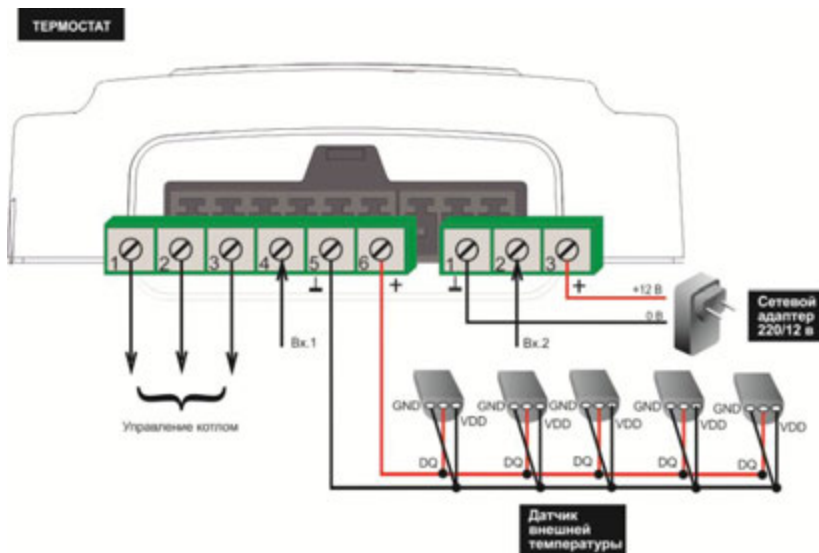 ТЕРМОСТАТ
1 2 3 4 5 6
⊥ +
1 2 3
⊥ +
+12 В
0 В
Сетевой
адаптер
220/12 в
Вх.1
Вх.2
Управление котлом
GND VDD GND VDD GND VDD GND VDD GND VDD
DQ DQ DQ DQ DQ
Датчик
внешней
температуры